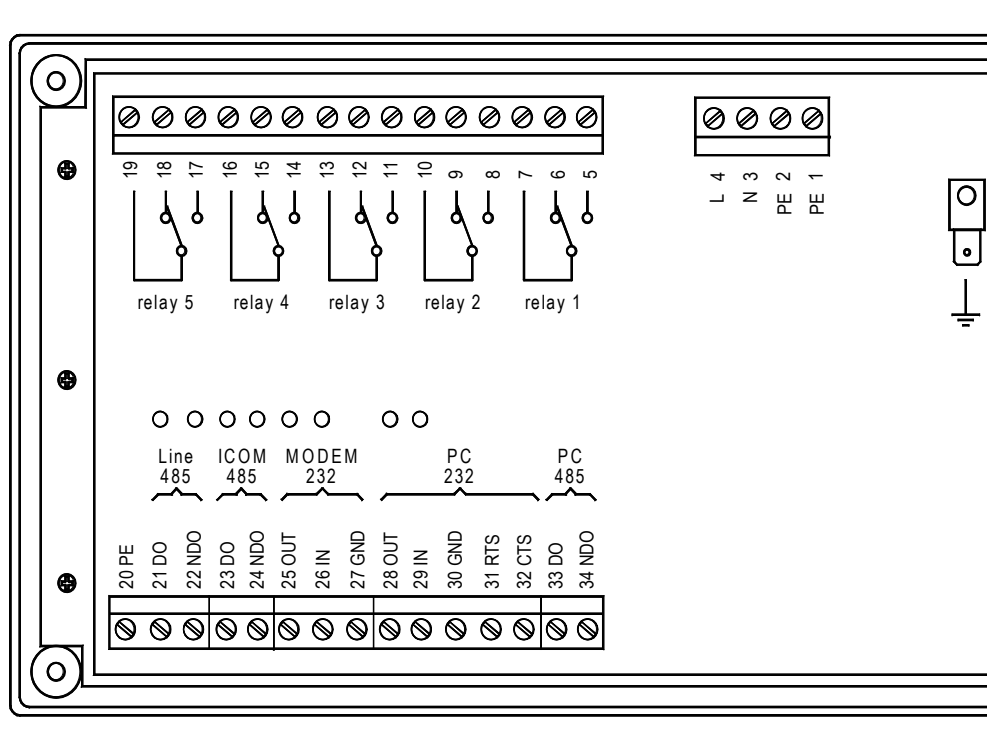 19 18 17 16 15 14 13 12 11 10 9 8 7 6 5
L 4 N 3 PE 2 PE 1
relay 5 relay 4 relay 3 relay 2 relay 1
Line ICOM MODEM PC PC
485 485 232 232 485
20 PE 21 DO 22 NDO 23 DO 24 NDO 25 OUT 26 IN 27 GND 28 OUT 29 IN 30 GND 31 RTS 32 CTS 33 DO 34 NDO